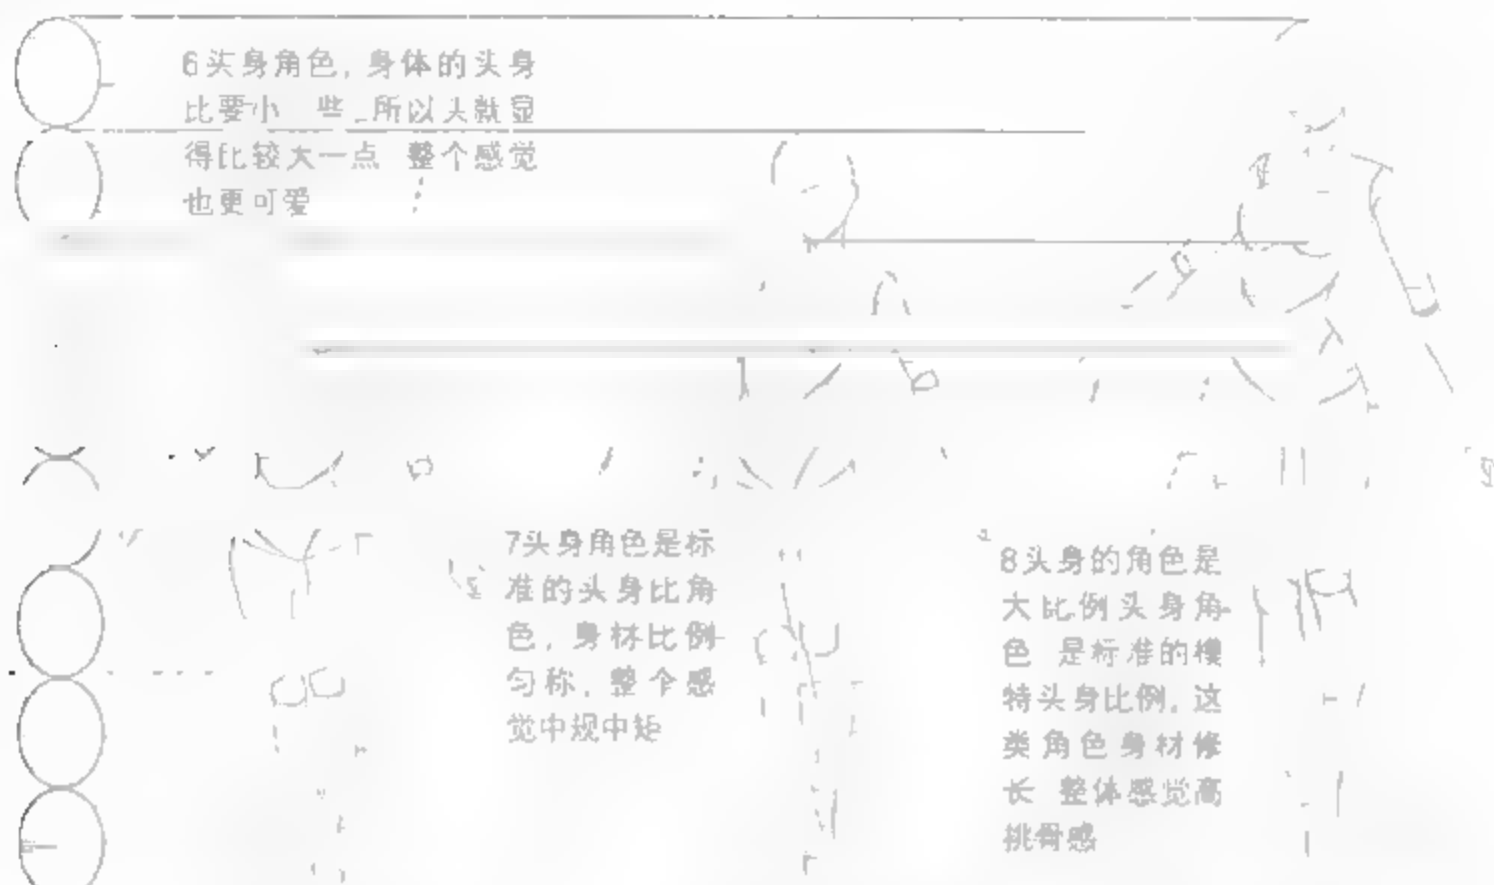 6头身角色，身体的头身
比要小 些 所以头就显
得比较大一点 整个感觉
也更可爱
7头身角色是标
准的头身比角
色，身材比例
匀称，整个感
觉中规中矩
8头身的角色是
大比例头身角
色 是标准的模
特头身比例，这
类角色身材修
长 整体感觉高
挑骨感